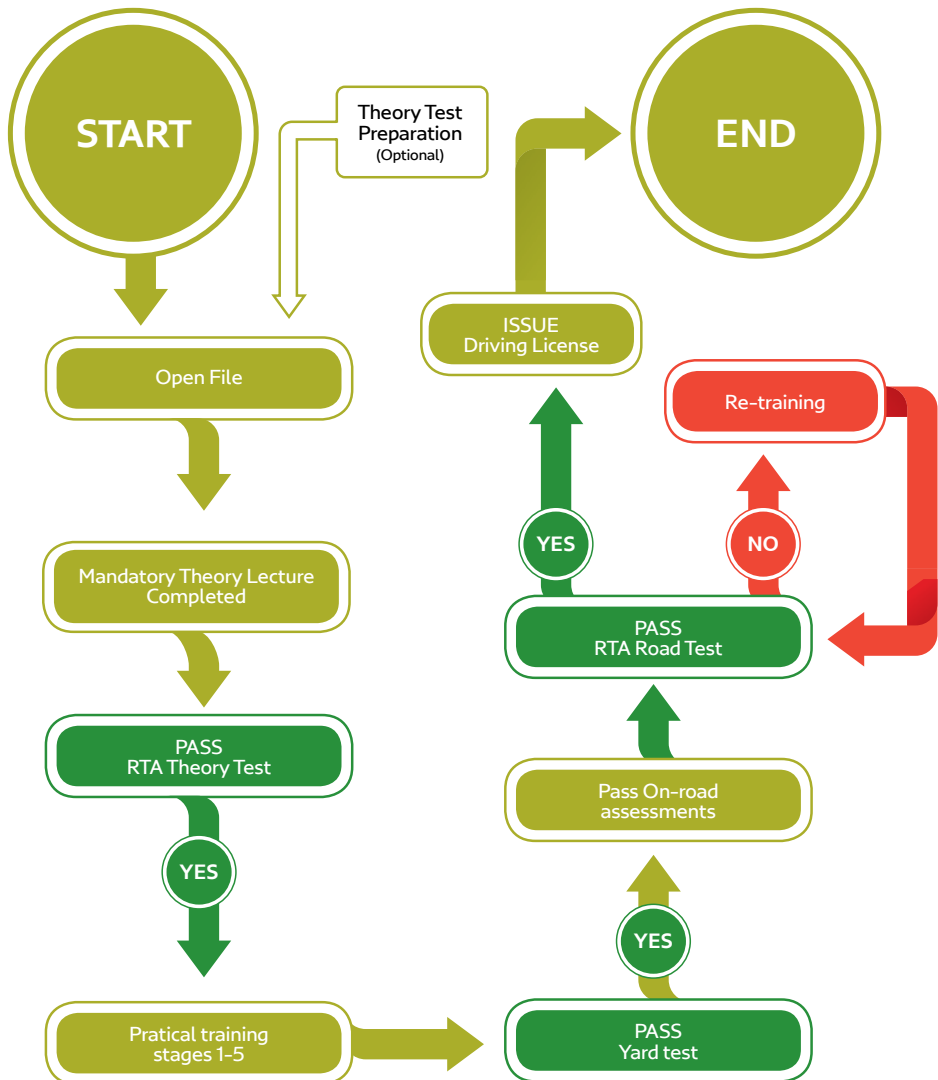 START
Theory Test
Preparation
(Optional)
Open File
Mandatory Theory Lecture
Completed
PASS
RTA Theory Test
YES
Pratical training
stages 1-5
PASS
Yard test
YES
Pass On-road
assessments
PASS
RTA Road Test
YES
NO
Re-training
ISSUE
Driving License
END